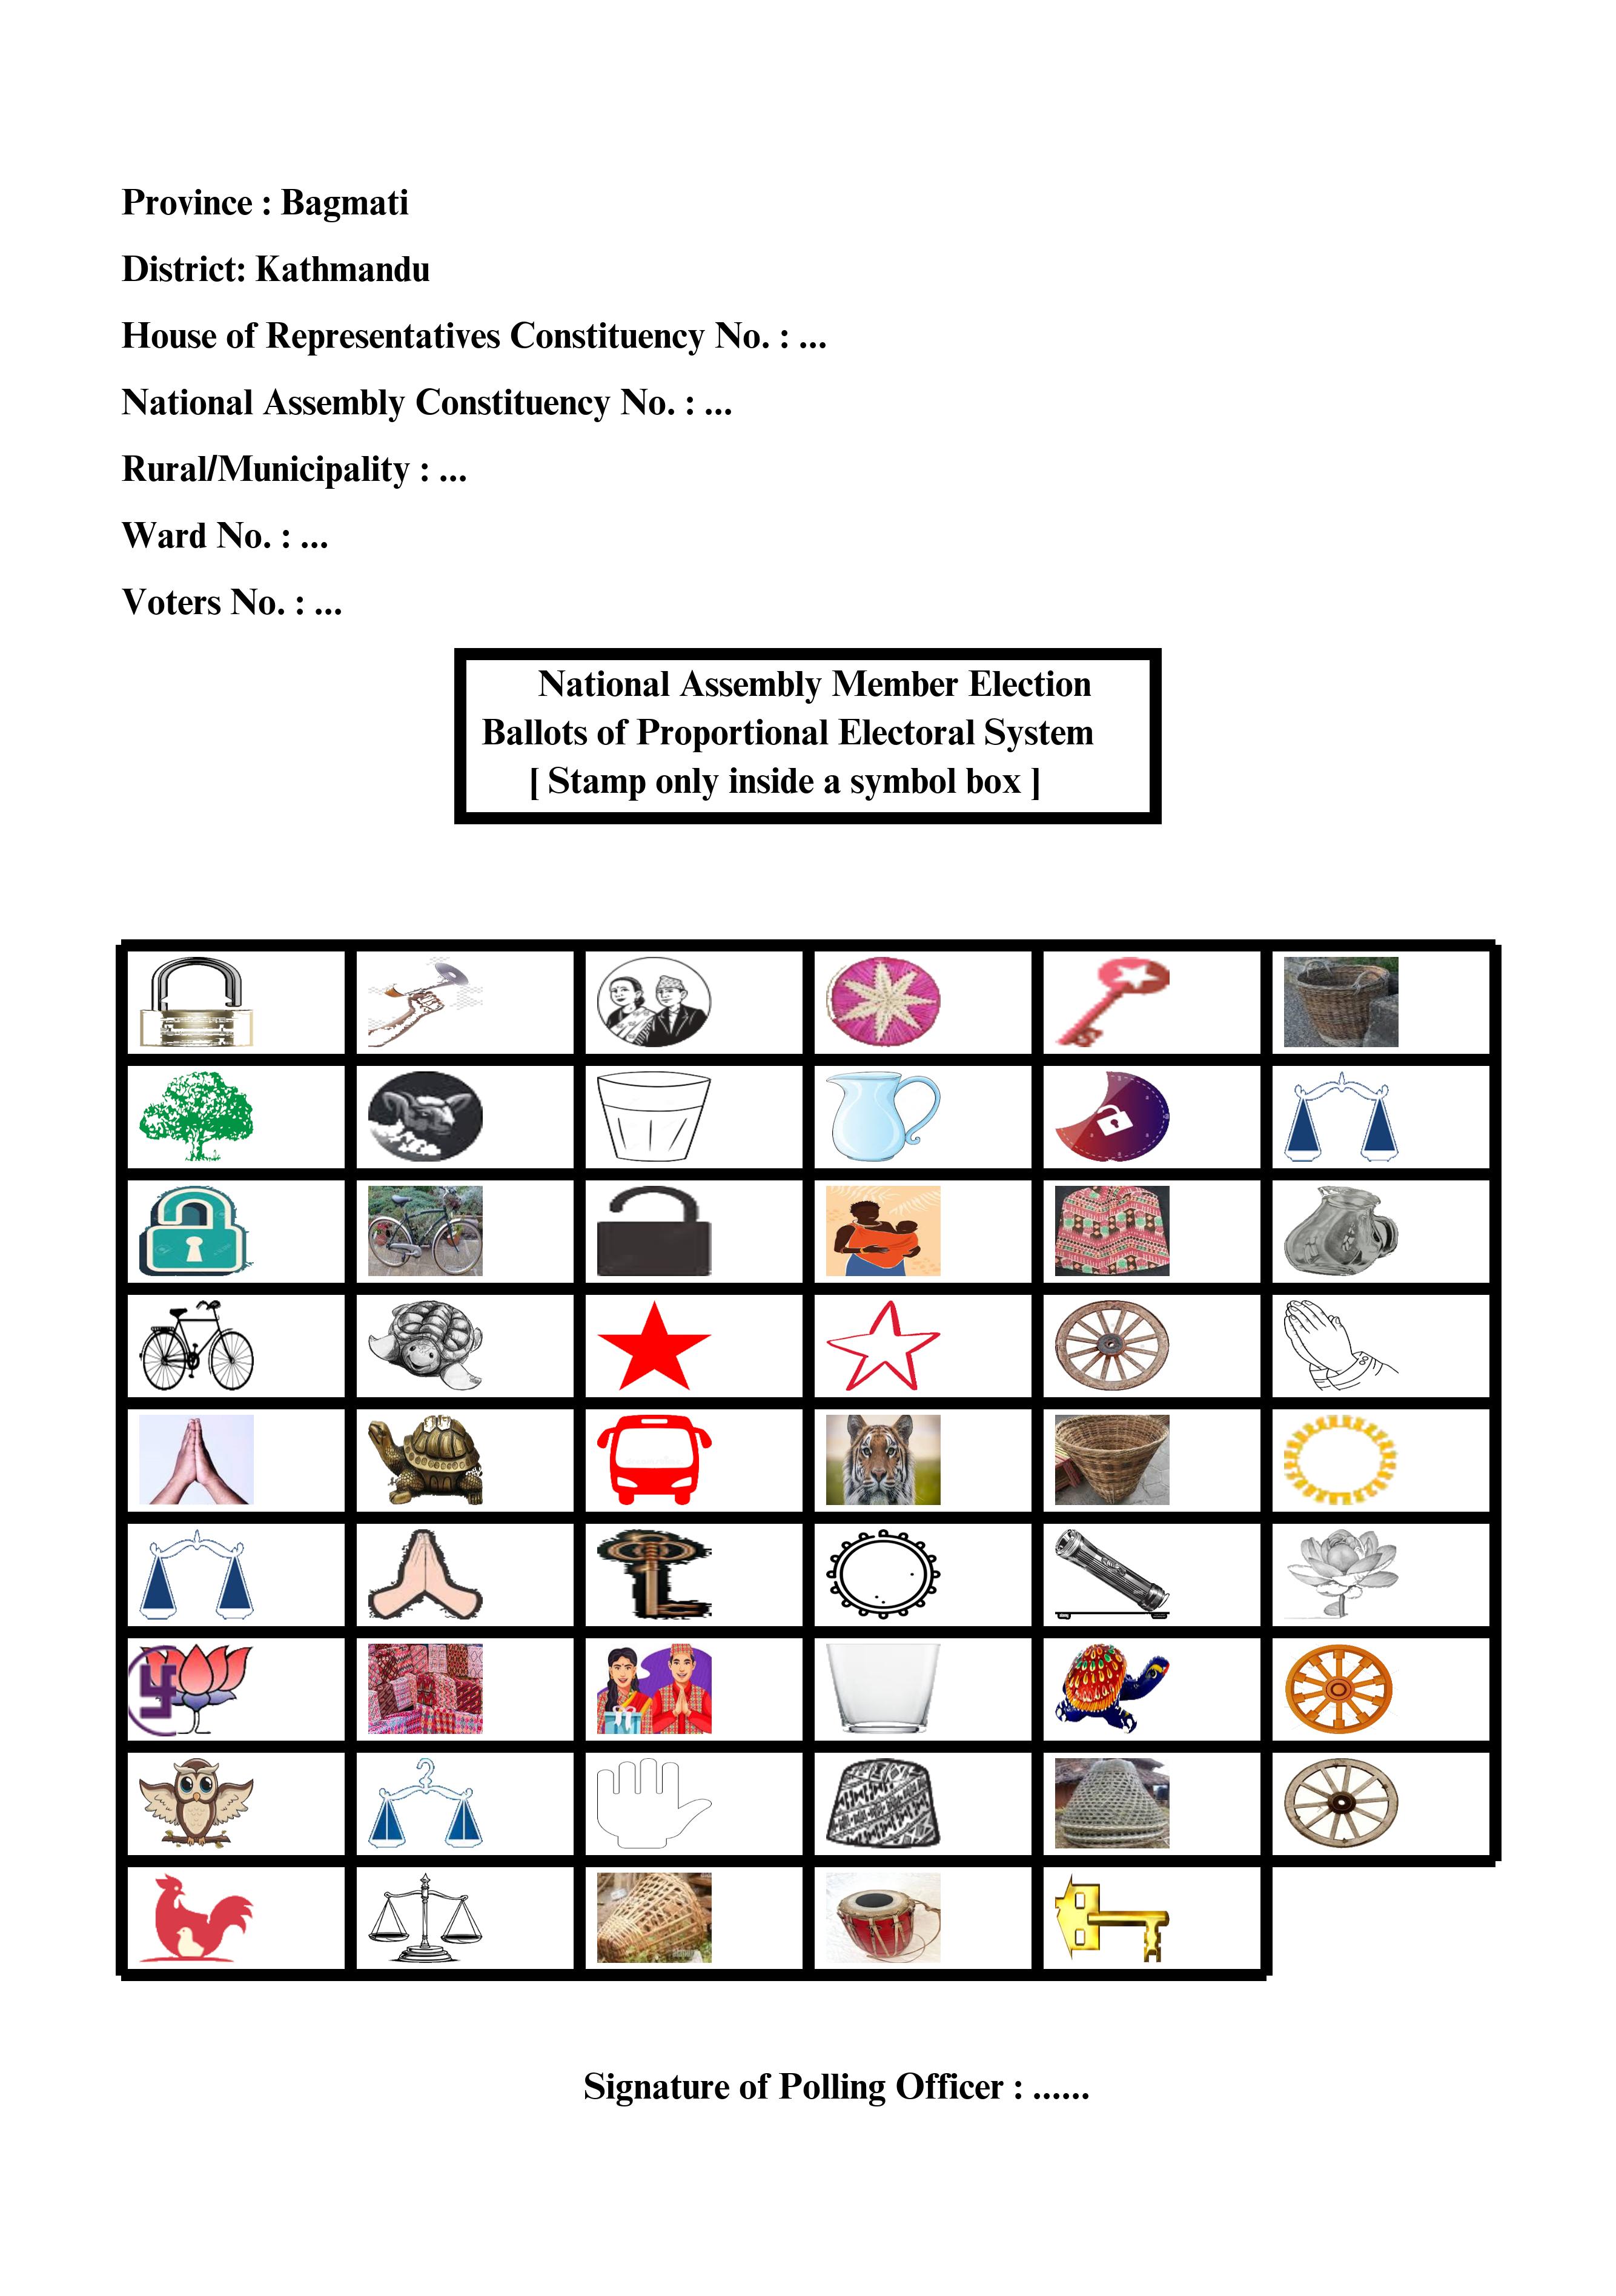 Province : Bagmati
District: Kathmandu
House of Representatives Constituency No. : ...
National Assembly Constituency No. : ...
Rural/Municipality : ...
Ward No. : ...
Voters No. : ...
National Assembly Member Election
Ballots of Proportional Electoral System
[ Stamp only inside a symbol box ]
Signature of Polling Officer : ......